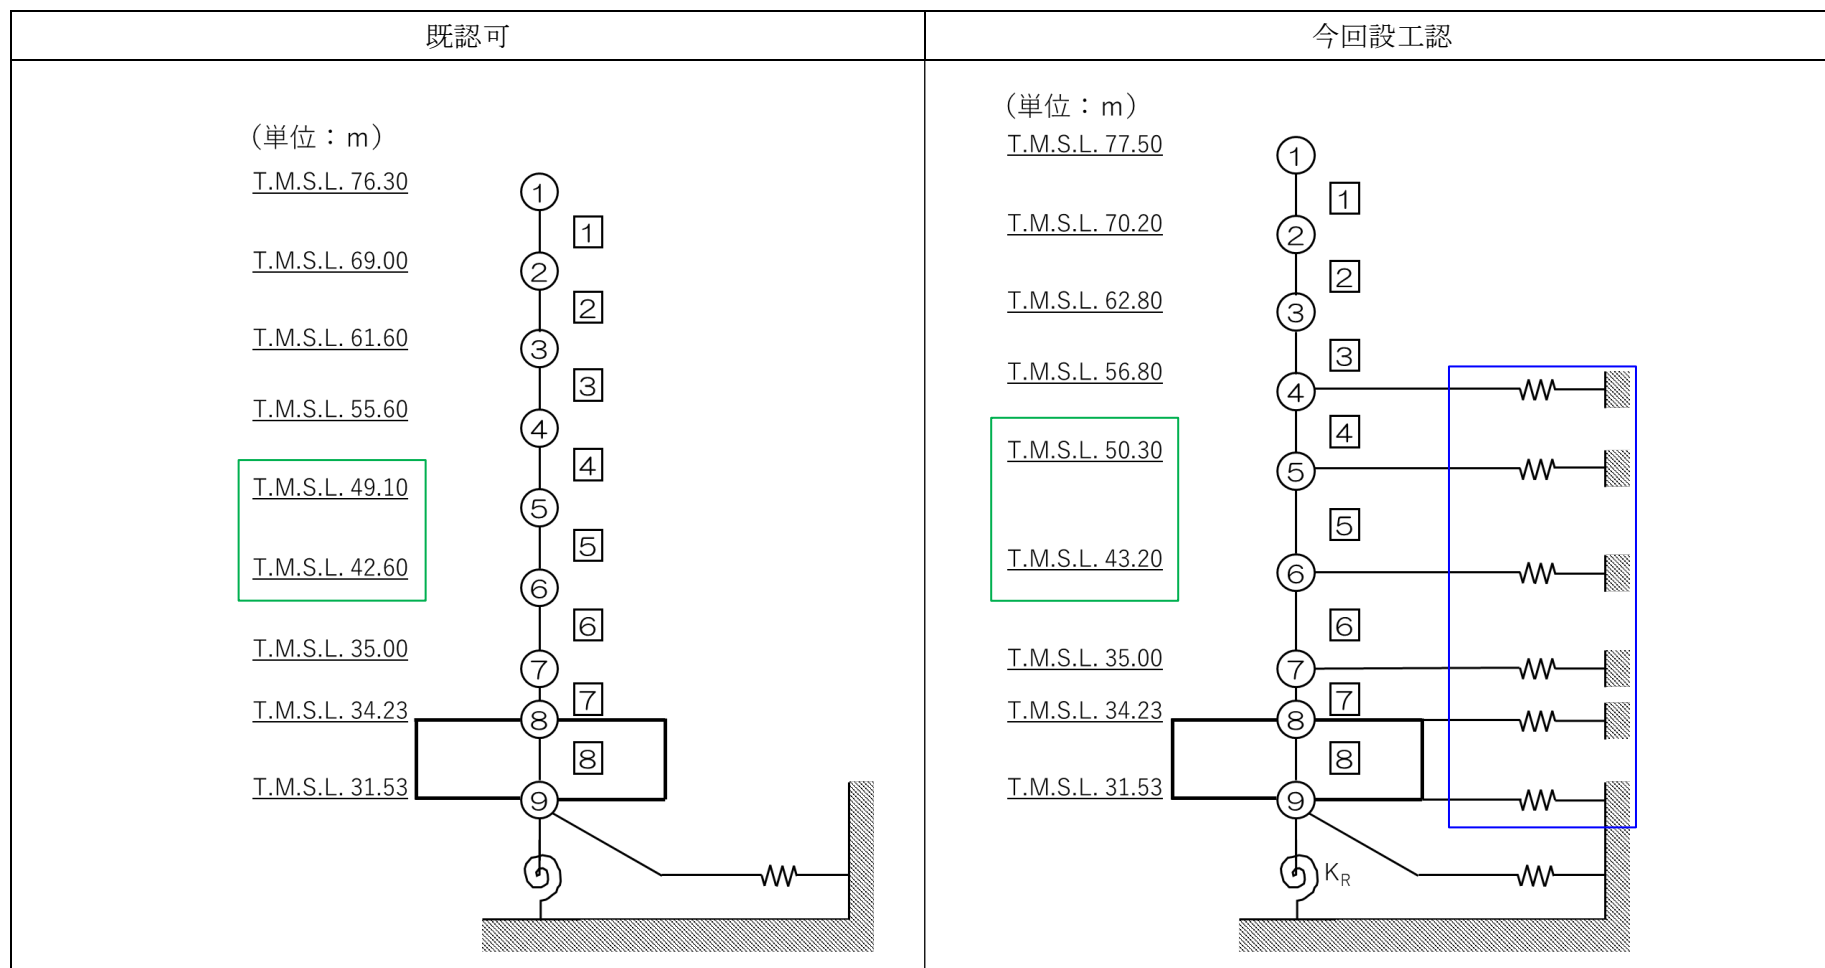 既認可
今回設工認
(単位：m)
T.M.S.L. 76.30
①
1
T.M.S.L. 69.00
②
2
T.M.S.L. 61.60
③
3
T.M.S.L. 55.60
④
4
T.M.S.L. 49.10
⑤
5
T.M.S.L. 42.60
⑥
6
T.M.S.L. 35.00
⑦
7
T.M.S.L. 34.23
⑧
8
T.M.S.L. 31.53
⑨
(単位：m)
T.M.S.L. 77.50
①
1
T.M.S.L. 70.20
②
2
T.M.S.L. 62.80
③
3
T.M.S.L. 56.80
④
4
T.M.S.L. 50.30
⑤
5
T.M.S.L. 43.20
⑥
6
T.M.S.L. 35.00
⑦
7
T.M.S.L. 34.23
⑧
8
T.M.S.L. 31.53
⑨
KR